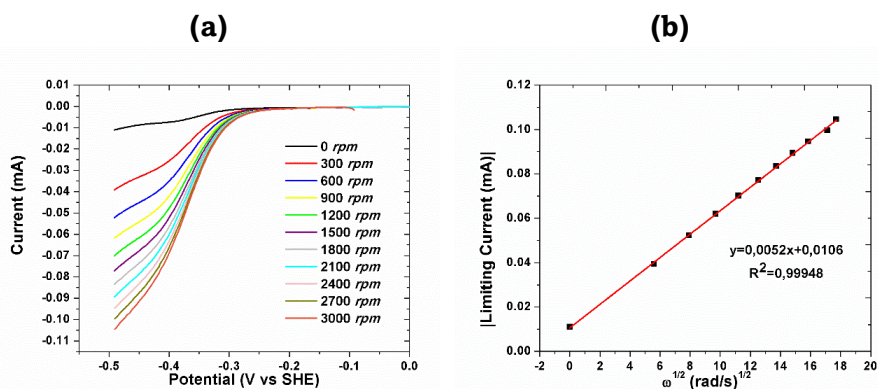 (a)
0.01
0.00
-0.01
-0.02
-0.03
-0.04
-0.05
-0.06
-0.07
-0.08
-0.09
-0.10
-0.11
Current (mA)
0 rpm
300 rpm
600 rpm
900 rpm
1200 rpm
1500 rpm
1800 rpm
2100 rpm
2400 rpm
2700 rpm
3000 rpm
-0.5 -0.4 -0.3 -0.2 -0.1 0.0
Potential (V vs SHE)
(b)
0.12
0.10
0.08
0.06
0.04
0.02
0.00
|Limiting Current (mA)|
y=0,0052x+0,0106
R²=0,99948
-2 0 2 4 6 8 10 12 14 16 18 20
ω^1/2 (rad/s)^1/2